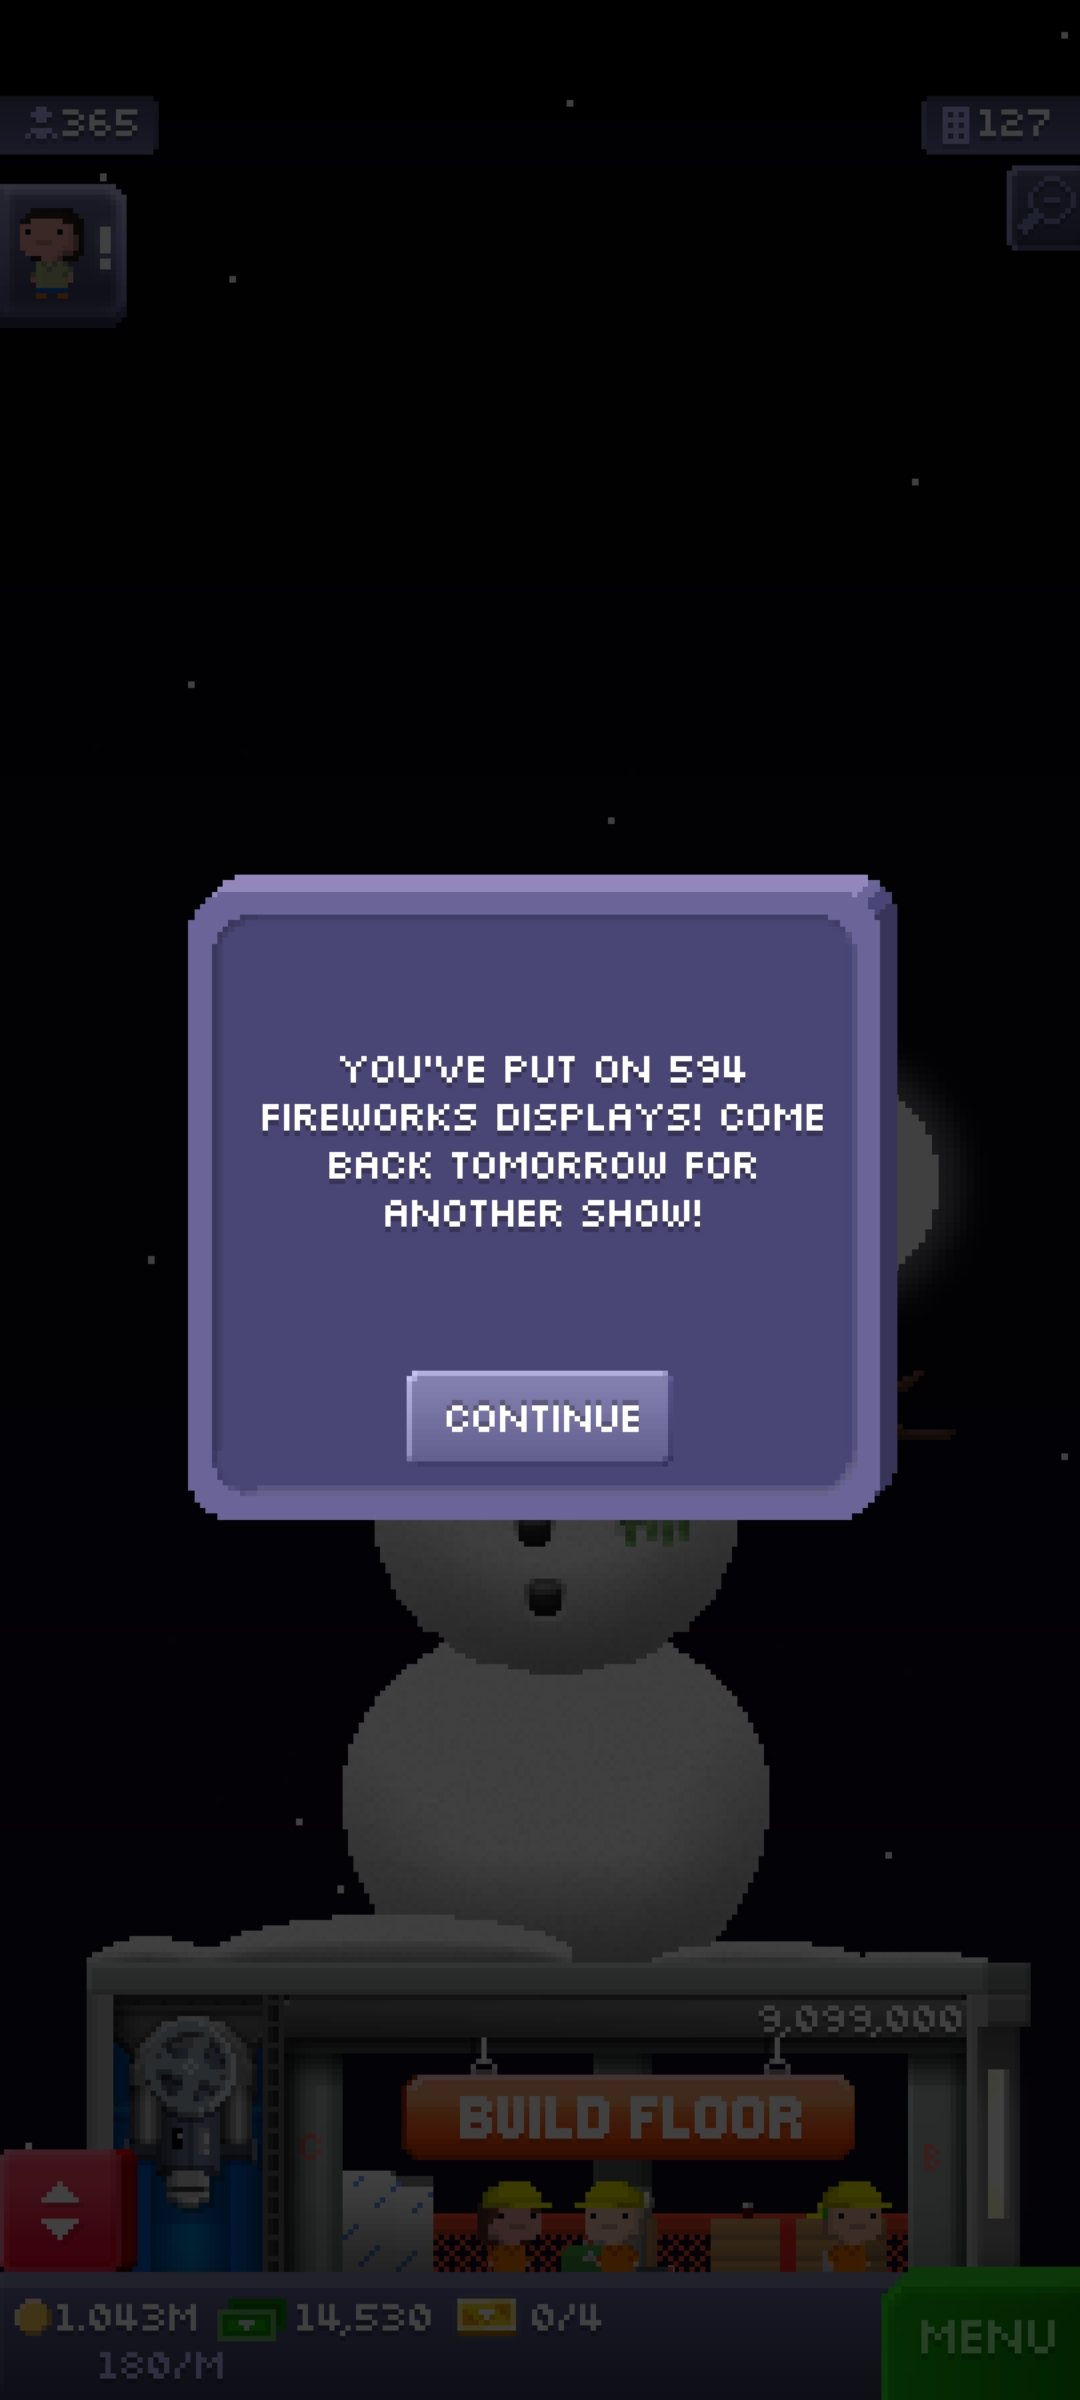 365
127
!
YOU'VE PUT ON 594
FIREWORKS DISPLAYS! COME
BACK TOMORROW FOR
ANOTHER SHOW!
CONTINUE
9,099,000
BUILD FLOOR
1.043M
14,530
0/4
180/M
MENU